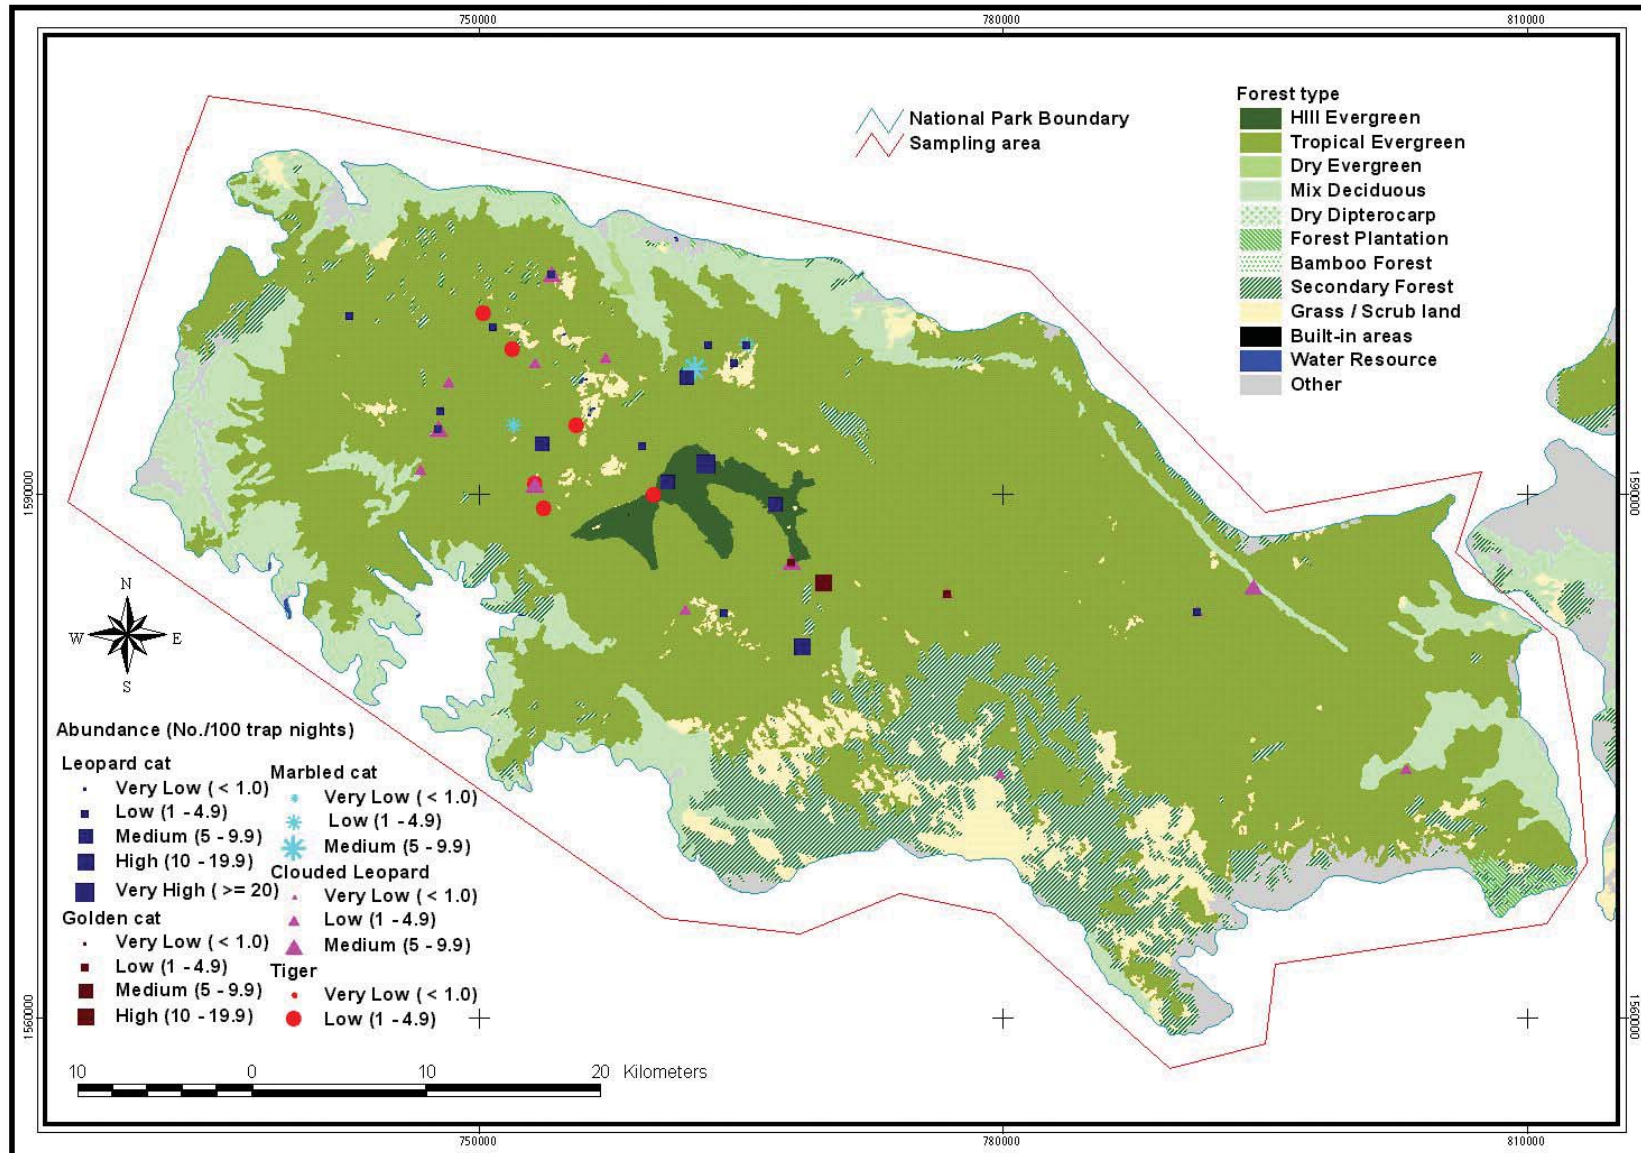 750000 780000 810000
National Park Boundary
Sampling area
Forest type
Hill Evergreen
Tropical Evergreen
Dry Evergreen
Mix Deciduous
Dry Dipterocarp
Forest Plantation
Bamboo Forest
Secondary Forest
Grass / Scrub land
Built-in areas
Water Resource
Other
1590000 1590000
N
W E
S
Abundance (No./100 trap nights)
Leopard cat
Very Low ( < 1.0)
Low (1 - 4.9)
Medium (5 - 9.9)
High (10 - 19.9)
Very High ( >= 20)
Golden cat
Very Low ( < 1.0)
Low (1 - 4.9)
Medium (5 - 9.9)
High (10 - 19.9)
Marbled cat
Very Low ( < 1.0)
Low (1 - 4.9)
Medium (5 - 9.9)
Clouded Leopard
Very Low ( < 1.0)
Low (1 - 4.9)
Medium (5 - 9.9)
Tiger
Very Low ( < 1.0)
Low (1 - 4.9)
1560000 1560000
10 0 10 20 Kilometers
750000 780000 810000